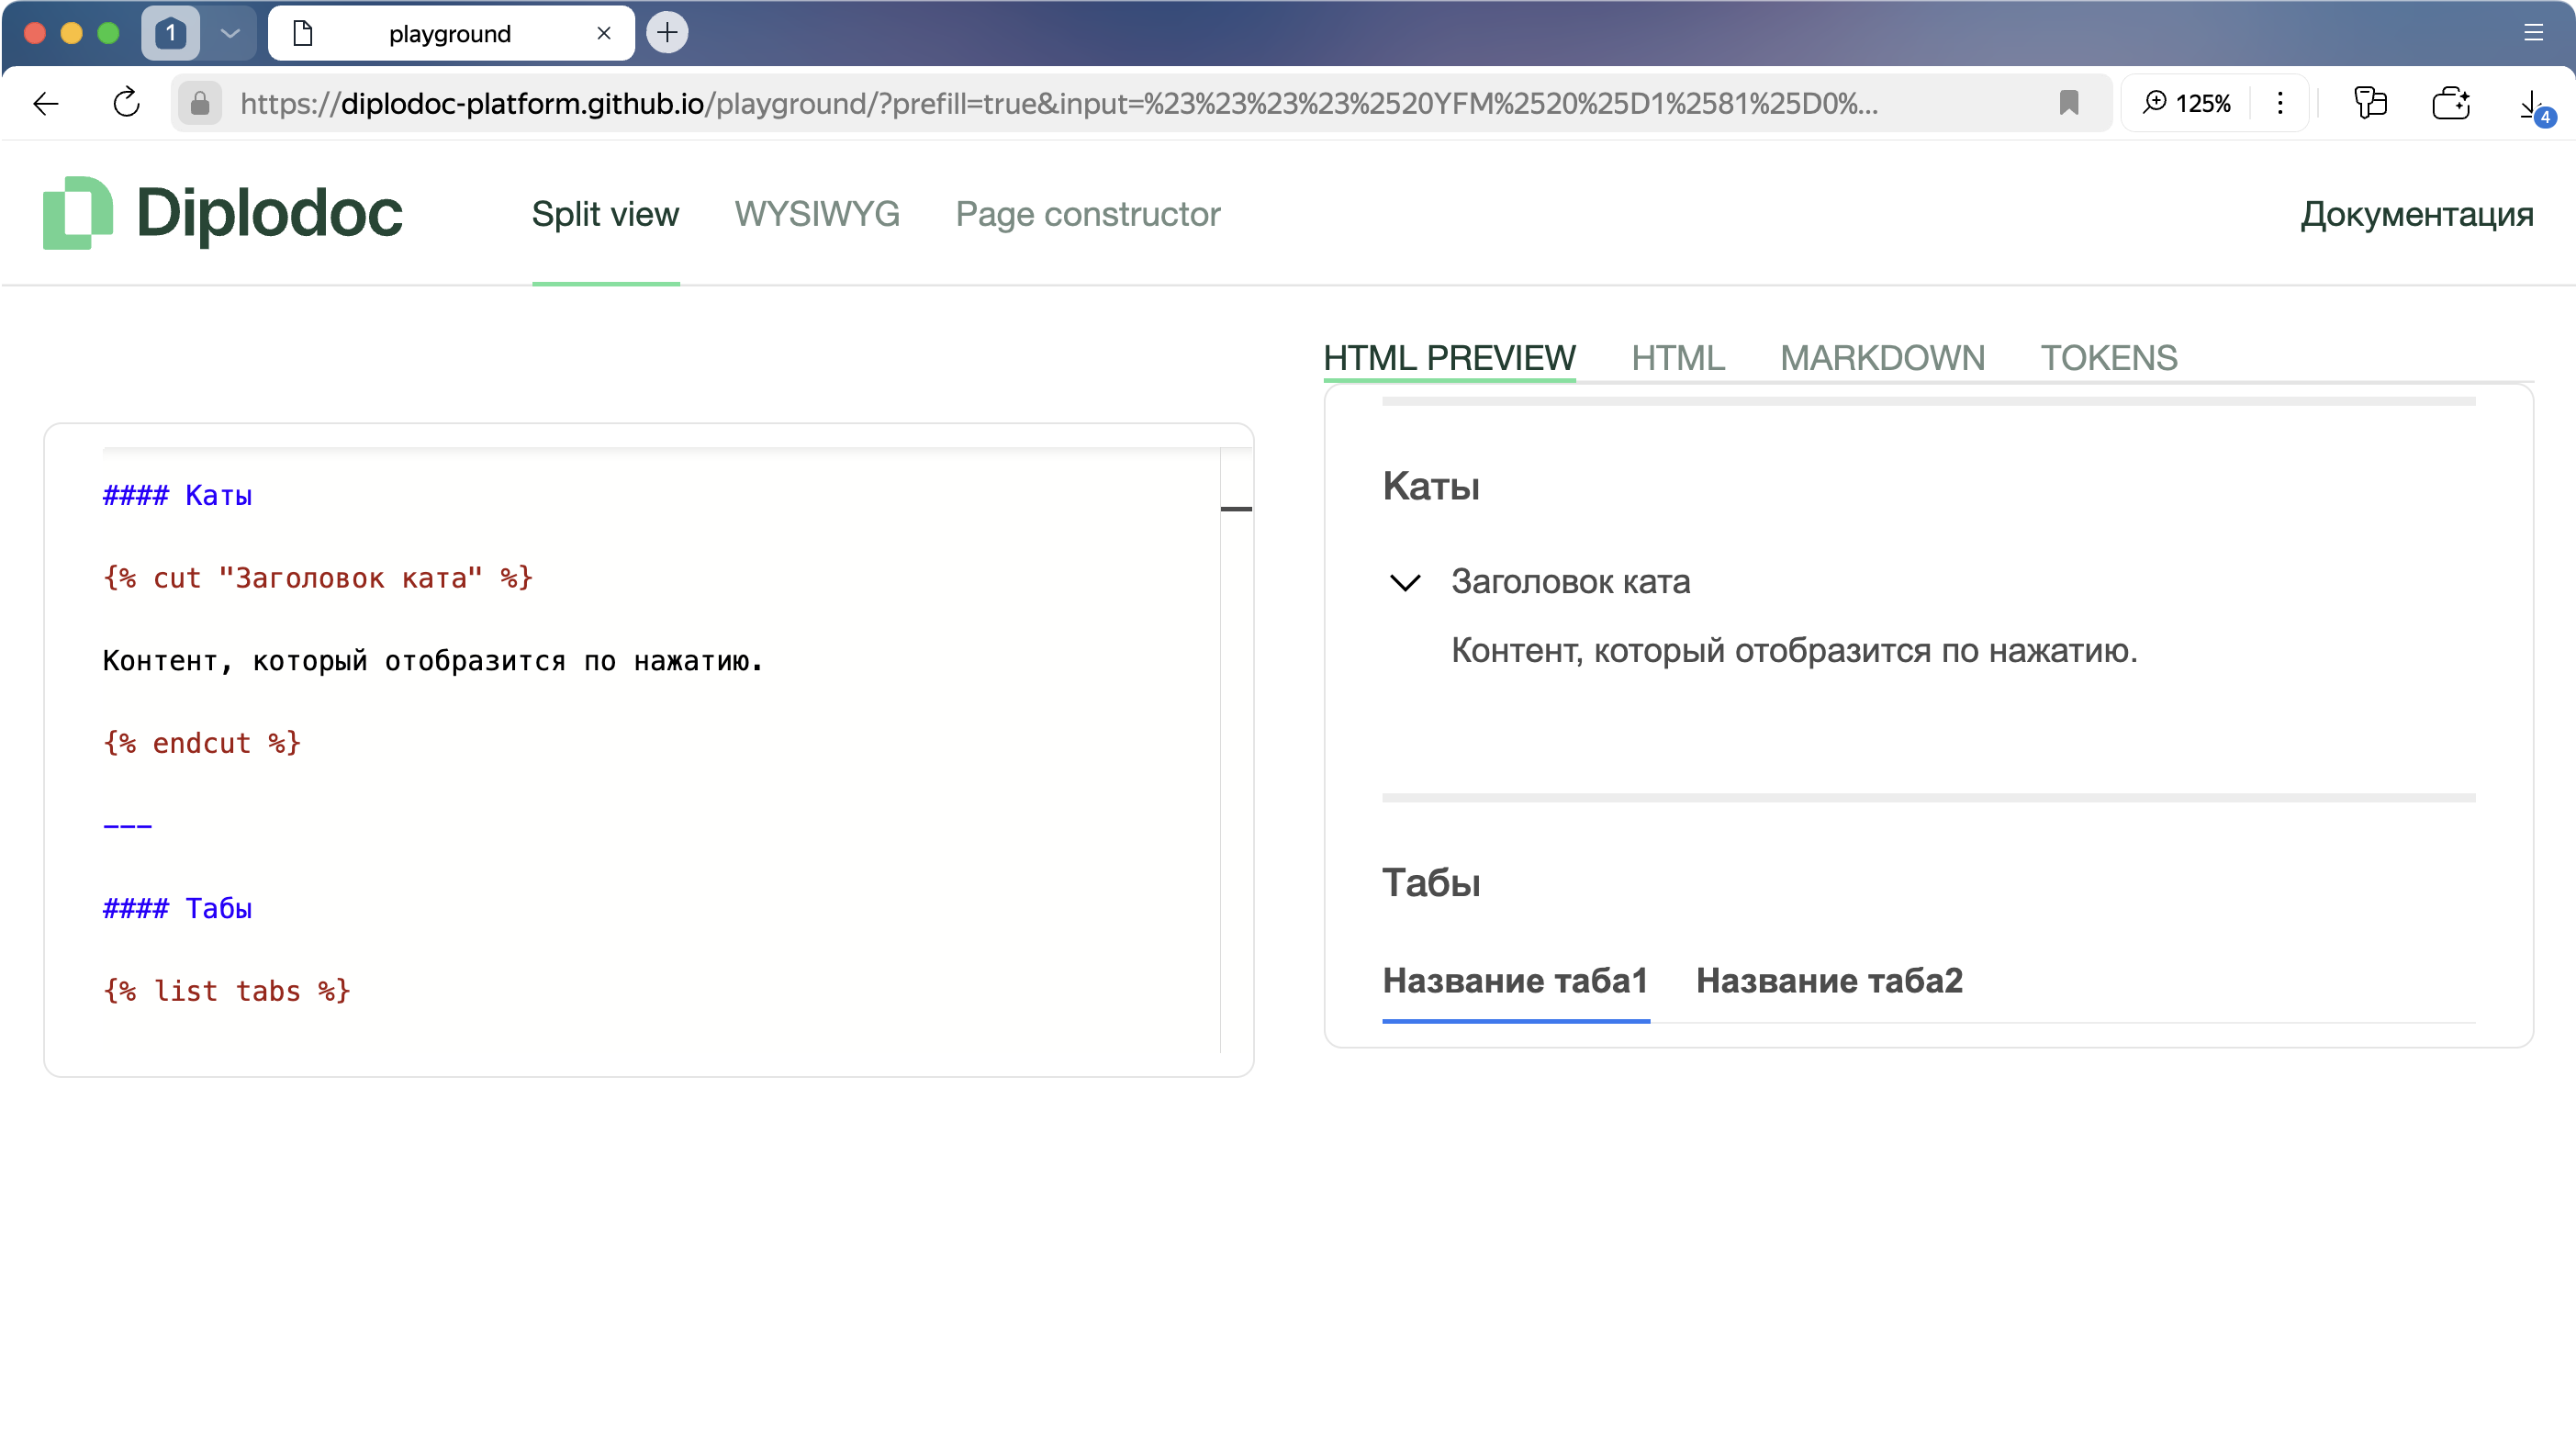 1
playground
https://diplodoc-platform.github.io/playground/?prefill=true&input=%23%23%23%23%2520YFM%2520%25D1%2581%25D0%...
125%
4
Diplodoc
Split view
WYSIWYG
Page constructor
Документация
#### Каты
{% cut "Заголовок ката" %}
Контент, который отобразится по нажатию.
{% endcut %}
---
#### Табы
{% list tabs %}
HTML PREVIEW
HTML
MARKDOWN
TOKENS
Каты
Заголовок ката
Контент, который отобразится по нажатию.
Табы
Название таба1
Название таба2